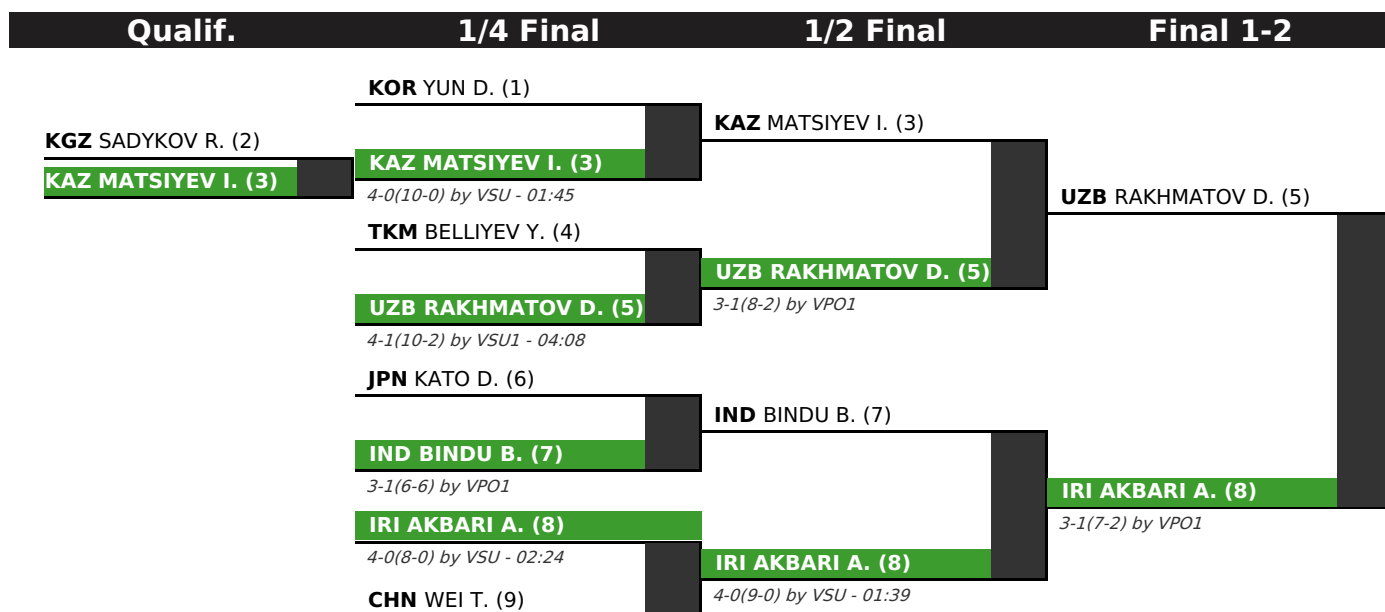 Qualif. 1/4 Final 1/2 Final Final 1-2
KGZ SADYKOV R. (2)
KAZ MATSIYEV I. (3)
KOR YUN D. (1)
KAZ MATSIYEV I. (3)
4-0(10-0) by VSU - 01:45
TKM BELLIYEV Y. (4)
UZB RAKHMATOV D. (5)
4-1(10-2) by VSU1 - 04:08
JPN KATO D. (6)
IND BINDU B. (7)
3-1(6-6) by VPO1
IRI AKBARI A. (8)
4-0(8-0) by VSU - 02:24
CHN WEI T. (9)
KAZ MATSIYEV I. (3)
UZB RAKHMATOV D. (5)
3-1(8-2) by VPO1
IND BINDU B. (7)
IRI AKBARI A. (8)
4-0(9-0) by VSU - 01:39
UZB RAKHMATOV D. (5)
IRI AKBARI A. (8)
3-1(7-2) by VPO1